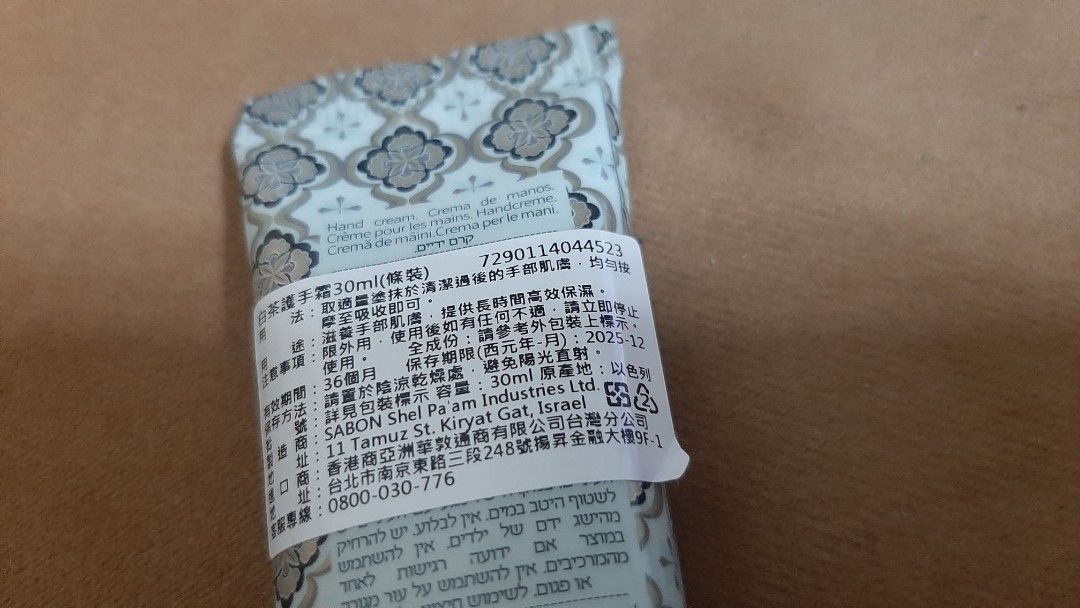 Hand cream. Crema de manos.
Crème pour les mains. Handcreme.
Cremă de mâini. Crema per le mani.
קרם ידיים.
白茶護手霜30ml(條裝) 7290114044523
用 法：取適量塗抹於清潔過後的手部肌膚，均勻按
摩至吸收即可。
用 途：滋養手部肌膚，提供長時間高效保濕。
注意事項：限外用，使用後如有任何不適，請立即停止
使用。 全成份：請參考外包裝上標示。
有效期間：36個月 保存期限(西元年-月)：2025-12
保存方法：請置於陰涼乾燥處，避免陽光直射。
批 號：詳見包裝標示 容量：30ml 原產地：以色列
製 造 商：SABON Shel Pa'am Industries Ltd.
地 址：11 Tamuz St. Kiryat Gat, Israel
進 口 商：香港商亞洲華敦通商有限公司台灣分公司
地 址：台北市南京東路三段248號揚昇金融大樓9F-1
客服專線：0800-030-776
לשטוף היטב במים. אין לבלוע. יש להרחיק
מהישג ידם של ילדים. אין להשתמש
במוצר אם ידועה רגישות לאחד
מהמרכיבים. אין להשתמש על עור מגורה
או פגום. לשימוש חיצוני